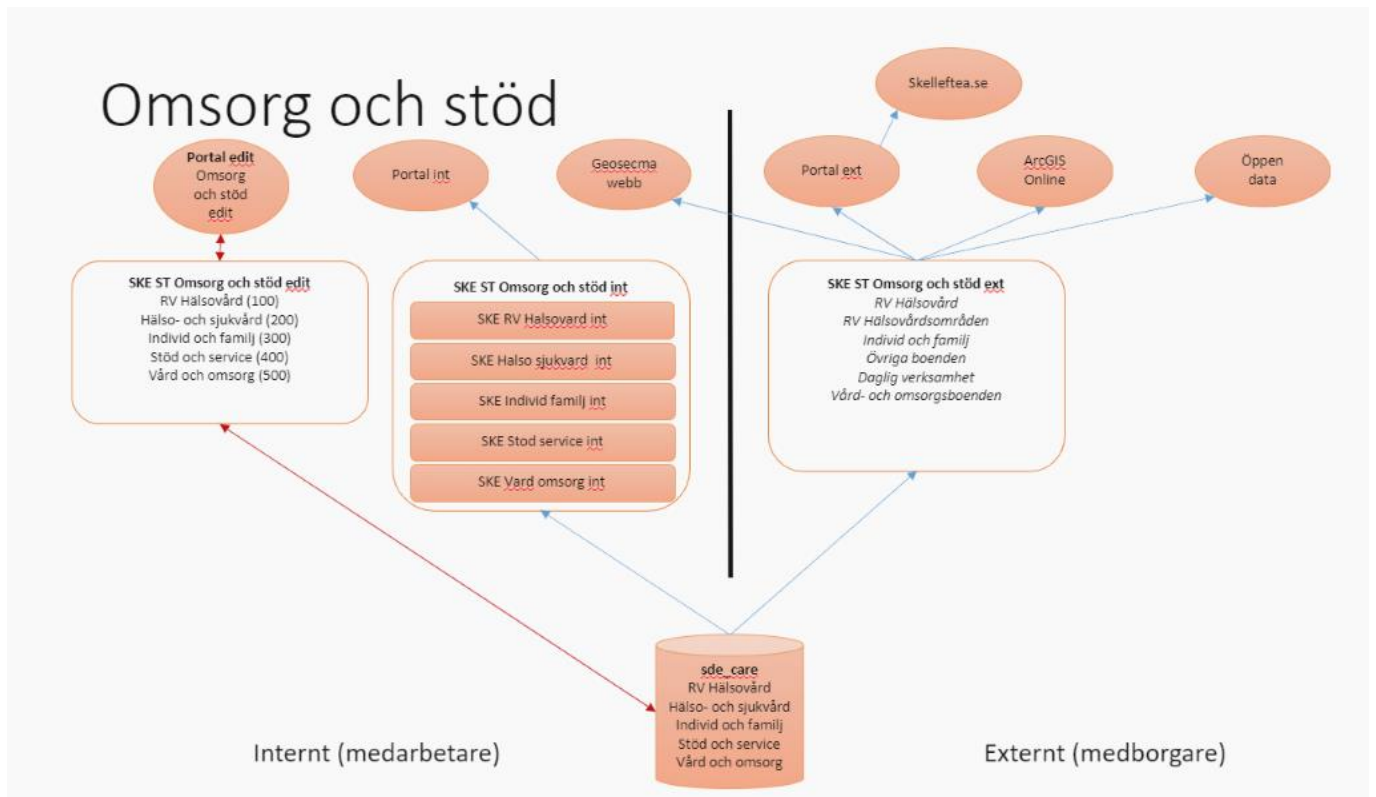 Omsorg och stöd
Portal edit
Omsorg
och stöd
edit
Portal int
Geosecma
webb
Skelleftea.se
Portal ext
ArcGIS
Online
Öppen
data
SKE ST Omsorg och stöd edit
RV Hälsovård (100)
Hälso- och sjukvård (200)
Individ och familj (300)
Stöd och service (400)
Vård och omsorg (500)
SKE ST Omsorg och stöd int
SKE RV Halsovard int
SKE Halso sjukvard int
SKE Individ familj int
SKE Stod service int
SKE Vard omsorg int
SKE ST Omsorg och stöd ext
RV Hälsovård
RV Hälsovårdsområden
Individ och familj
Övriga boenden
Daglig verksamhet
Vård- och omsorgsboenden
sde_care
RV Hälsovård
Hälso- och sjukvård
Individ och familj
Stöd och service
Vård och omsorg
Internt (medarbetare)
Externt (medborgare)